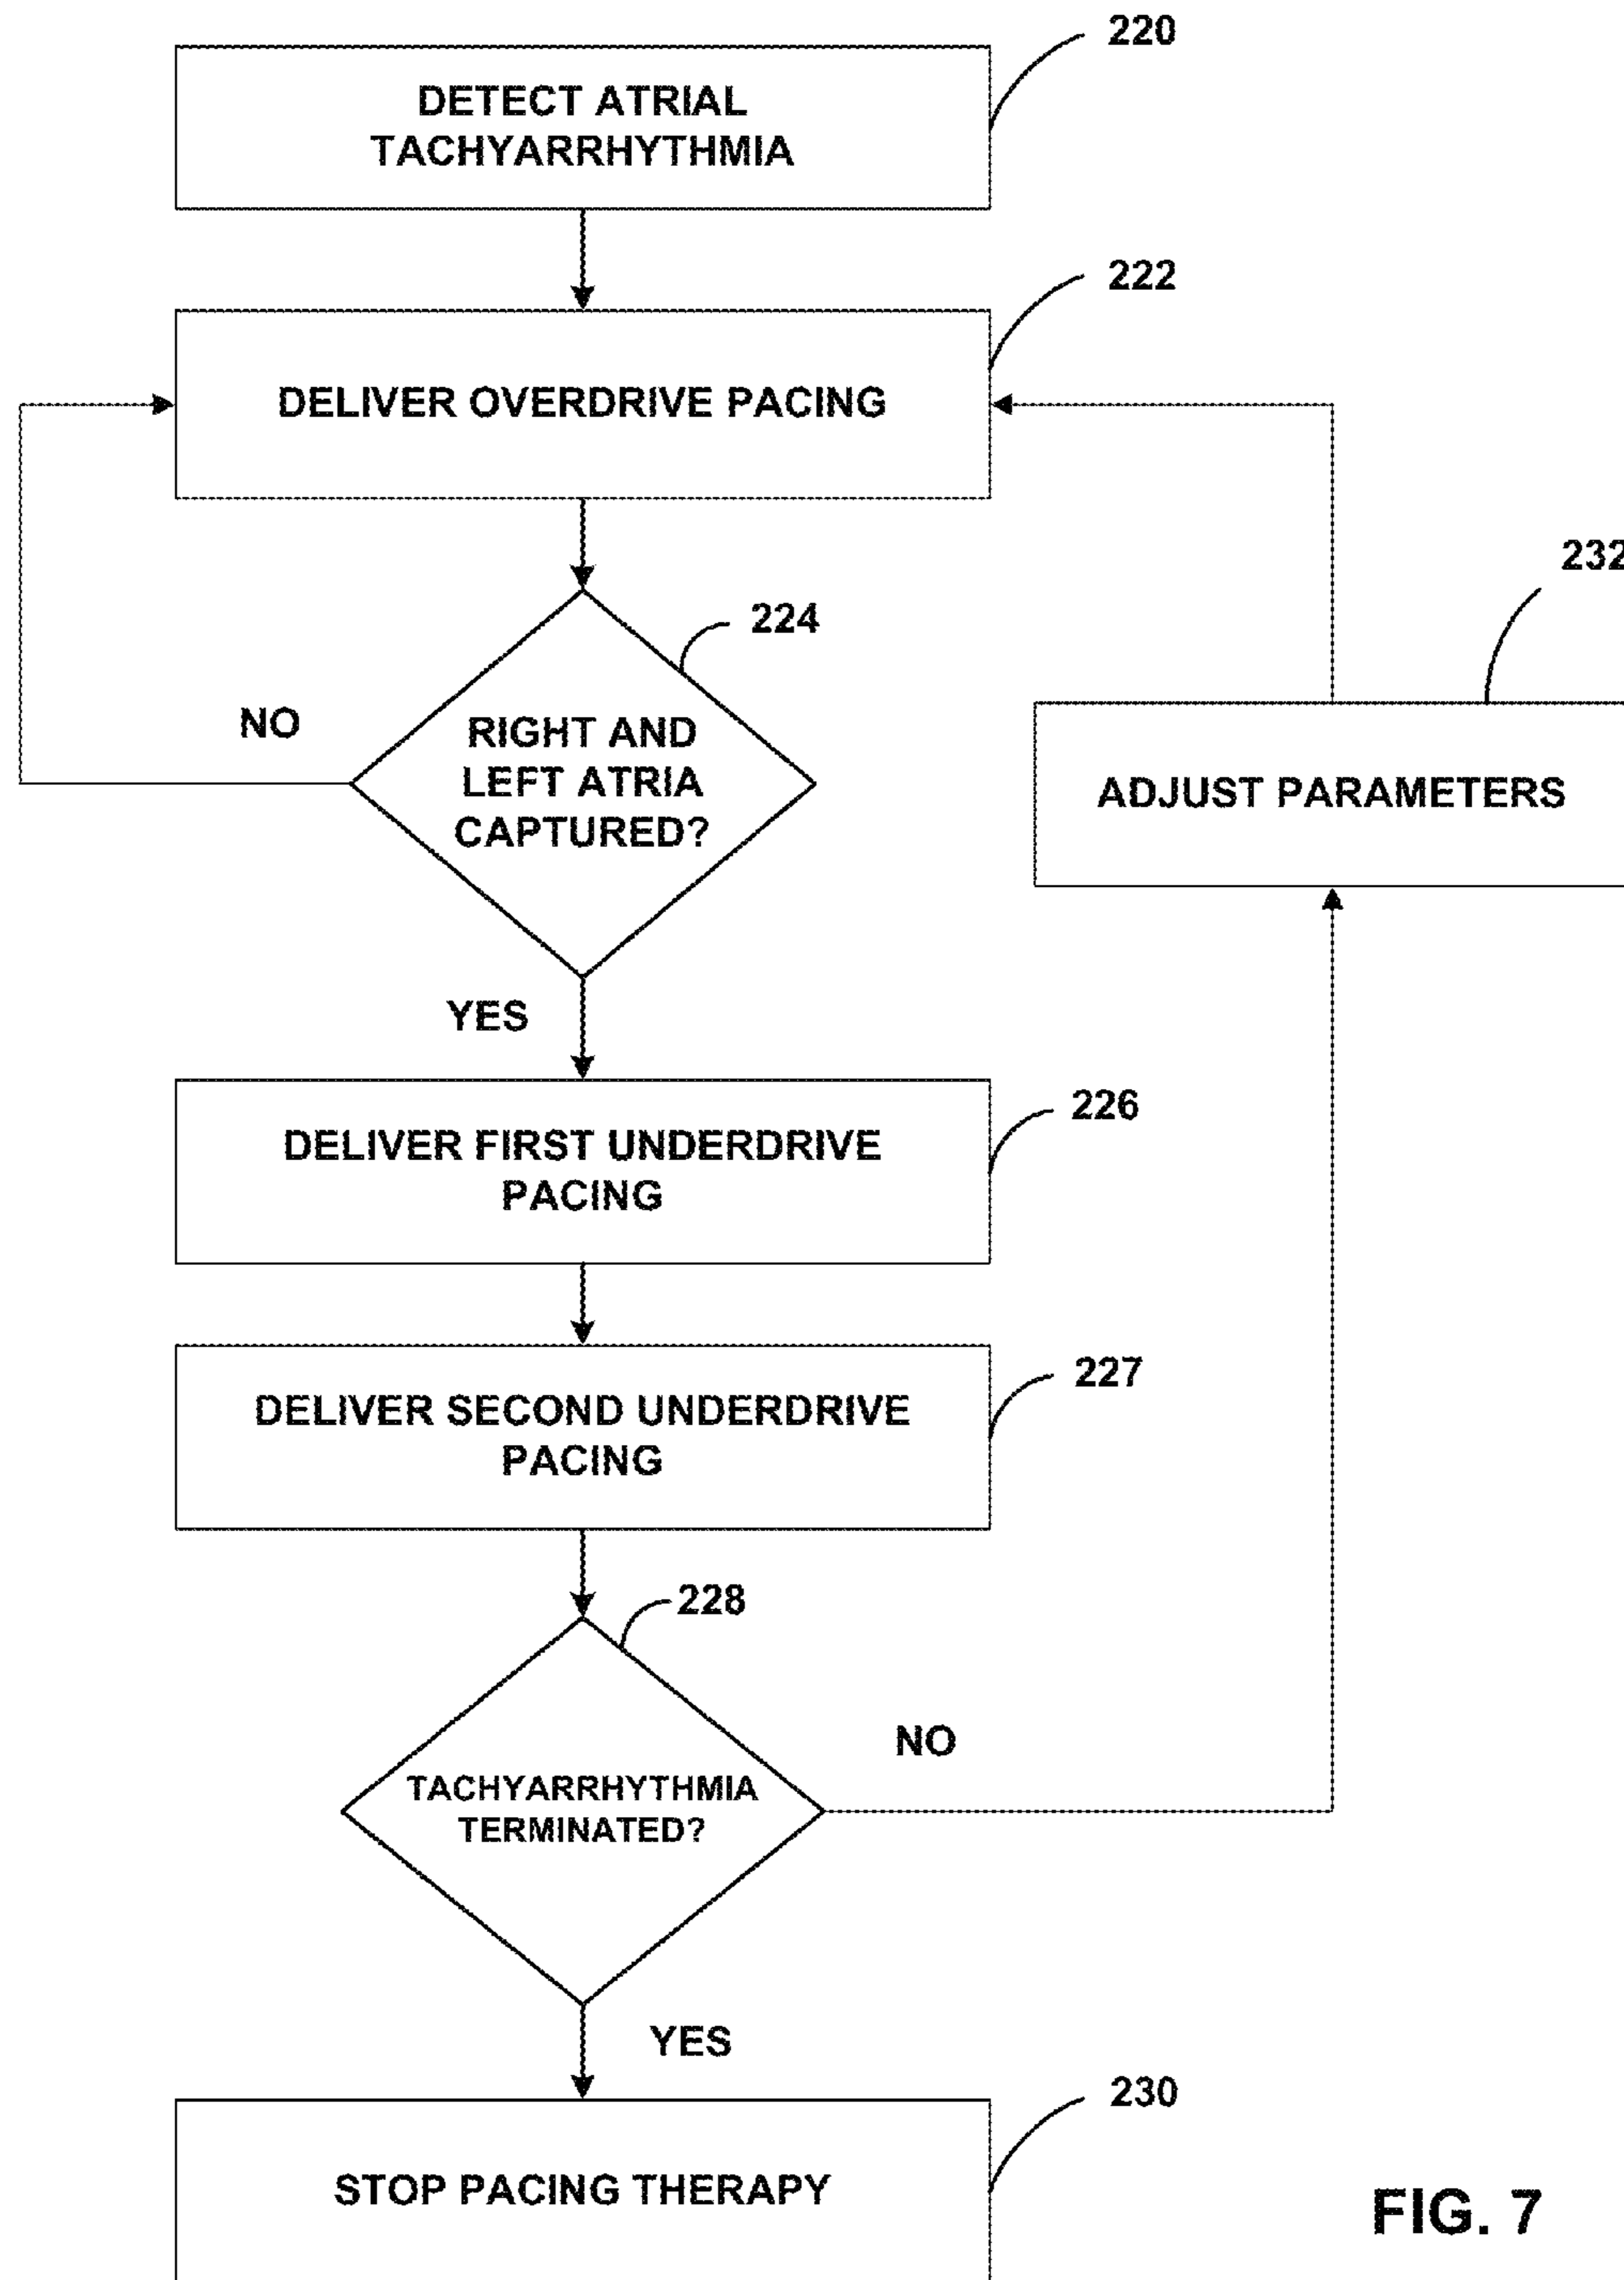 220
DETECT ATRIAL
TACHYARRHYTHMIA
222
DELIVER OVERDRIVE PACING
232
224
NO
RIGHT AND
LEFT ATRIA
CAPTURED?
ADJUST PARAMETERS
YES
226
DELIVER FIRST UNDERDRIVE
PACING
227
DELIVER SECOND UNDERDRIVE
PACING
228
NO
TACHYARRHYTHMIA
TERMINATED?
YES
230
STOP PACING THERAPY
FIG. 7